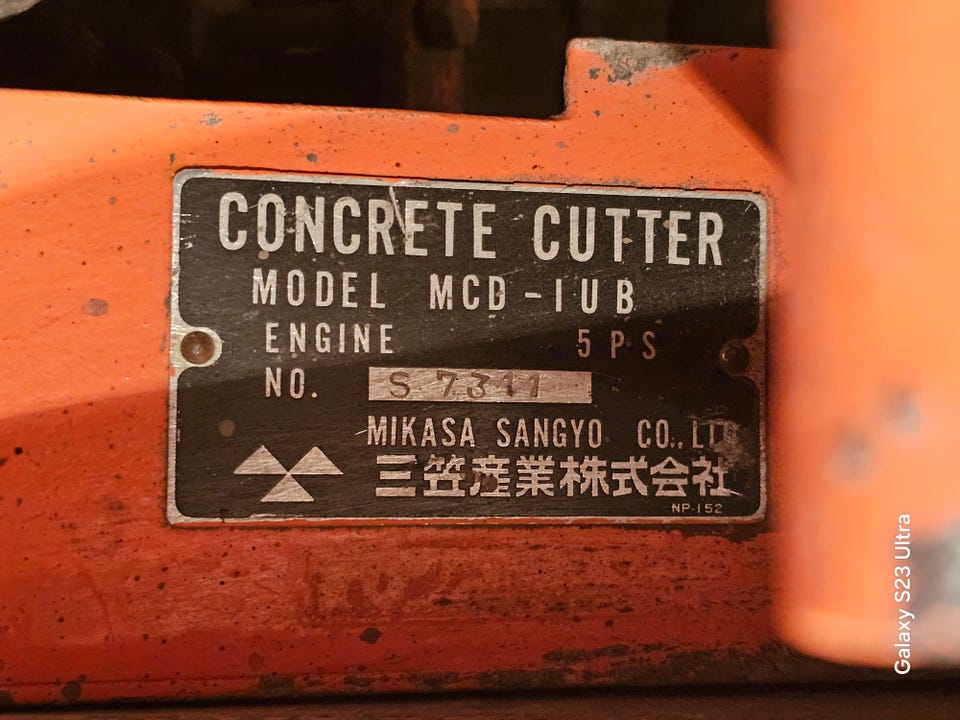 CONCRETE CUTTER
MODEL MCD-1UB
ENGINE 5PS
NO. S 7311
MIKASA SANGYO CO., LTD
三笠産業株式会社
NP-152
Galaxy S23 Ultra